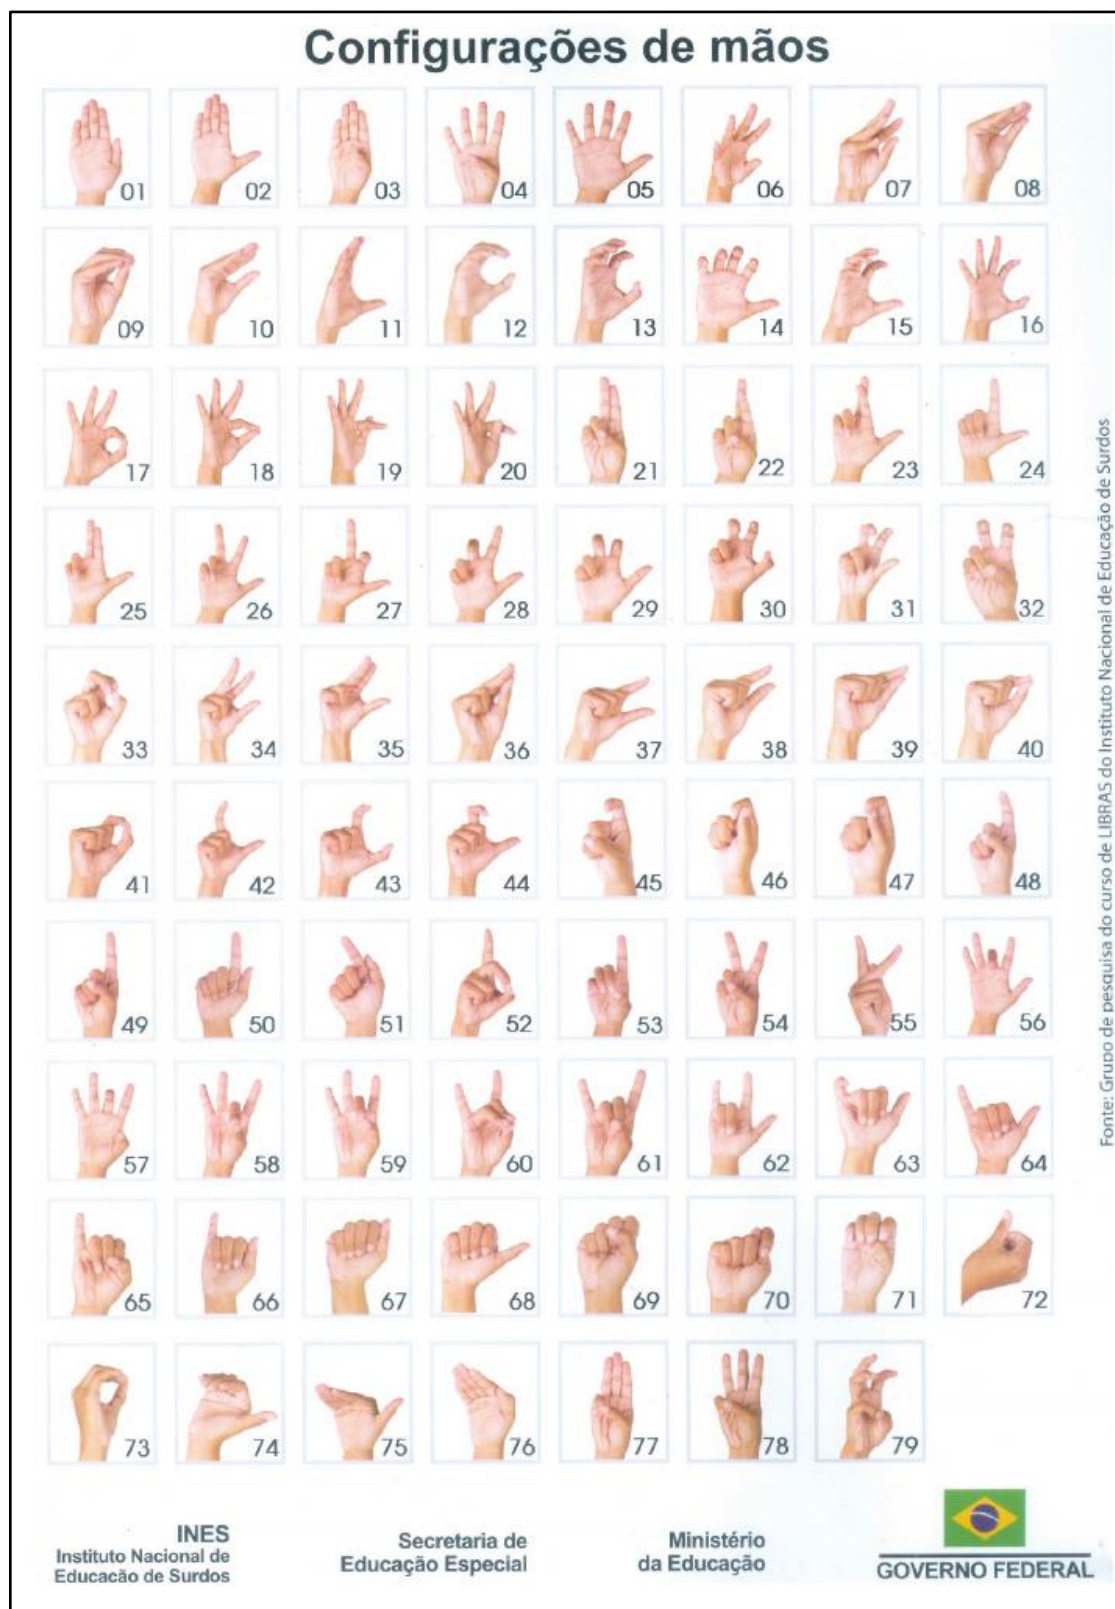 Configurações de mãos
01 02 03 04 05 06 07 08
09 10 11 12 13 14 15 16
17 18 19 20 21 22 23 24
25 26 27 28 29 30 31 32
33 34 35 36 37 38 39 40
41 42 43 44 45 46 47 48
49 50 51 52 53 54 55 56
57 58 59 60 61 62 63 64
65 66 67 68 69 70 71 72
73 74 75 76 77 78 79
Fonte: Grupo de pesquisa do curso de LIBRAS do Instituto Nacional de Educação de Surdos
INES
Instituto Nacional de
Educacão de Surdos
Secretaria de
Educação Especial
Ministério
da Educação
GOVERNO FEDERAL